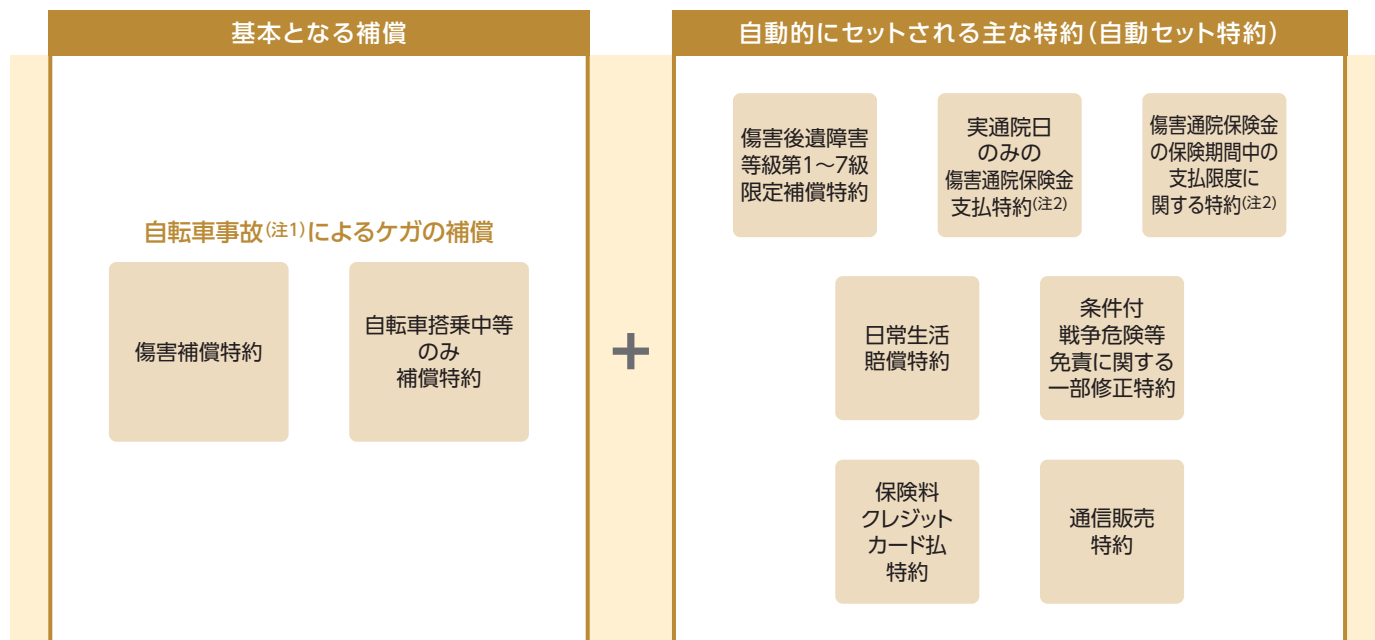 基本となる補償
自動的にセットされる主な特約(自動セット特約)
自転車事故(注1)によるケガの補償
傷害補償特約
自転車搭乗中等
のみ
補償特約
+
傷害後遺障害
等級第1〜7級
限定補償特約
実通院日
のみの
傷害通院保険金
支払特約(注2)
傷害通院保険金
の保険期間中の
支払限度に
関する特約(注2)
日常生活
賠償特約
条件付
戦争危険等
免責に関する
一部修正特約
保険料
クレジット
カード払
特約
通信販売
特約